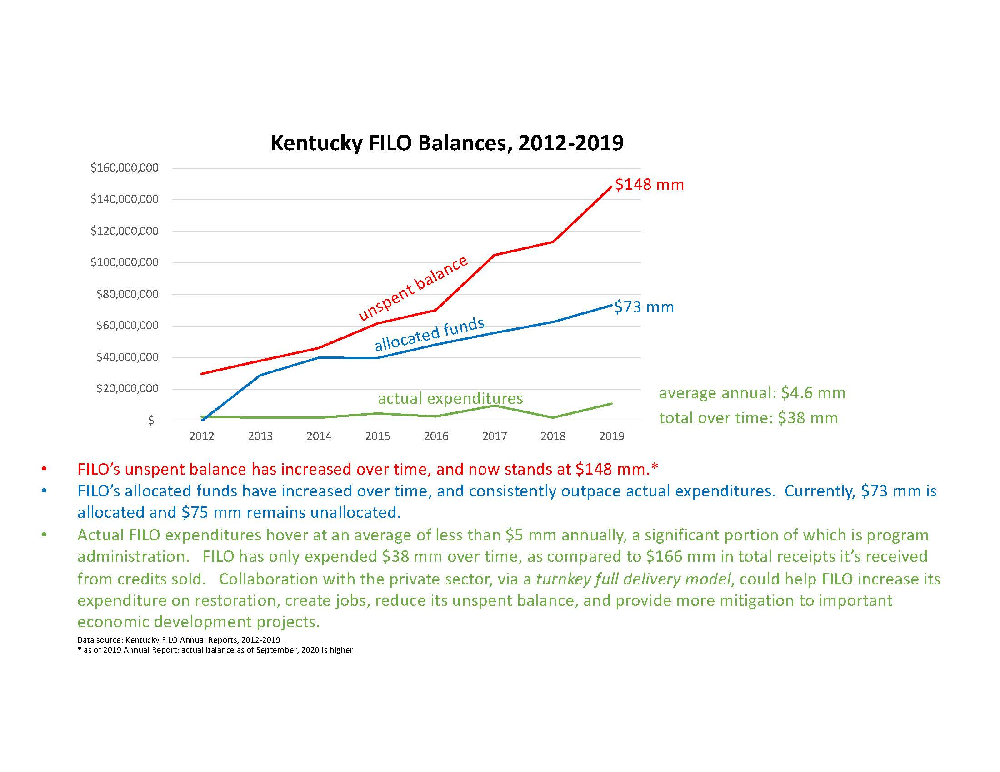 Kentucky FILO Balances, 2012-2019
$160,000,000
$148 mm
$140,000,000
$120,000,000
$100,000,000
unspent balance
$80,000,000
$73 mm
$60,000,000
allocated funds
$40,000,000
$20,000,000
actual expenditures
average annual: $4.6 mm
total over time: $38 mm
$-
2012 2013 2014 2015 2016 2017 2018 2019
• FILO’s unspent balance has increased over time, and now stands at $148 mm.*
• FILO’s allocated funds have increased over time, and consistently outpace actual expenditures. Currently, $73 mm is
allocated and $75 mm remains unallocated.
• Actual FILO expenditures hover at an average of less than $5 mm annually, a significant portion of which is program
administration. FILO has only expended $38 mm over time, as compared to $166 mm in total receipts it’s received
from credits sold. Collaboration with the private sector, via a turnkey full delivery model, could help FILO increase its
expenditure on restoration, create jobs, reduce its unspent balance, and provide more mitigation to important
economic development projects.
Data source: Kentucky FILO Annual Reports, 2012-2019
* as of 2019 Annual Report; actual balance as of September, 2020 is higher